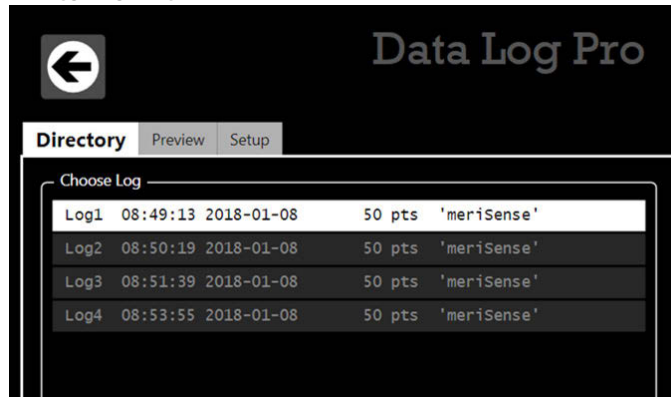 Data Log Pro
Directory Preview Setup
Choose Log
Log1 08:49:13 2018-01-08 50 pts 'meriSense'
Log2 08:50:19 2018-01-08 50 pts 'meriSense'
Log3 08:51:39 2018-01-08 50 pts 'meriSense'
Log4 08:53:55 2018-01-08 50 pts 'meriSense'